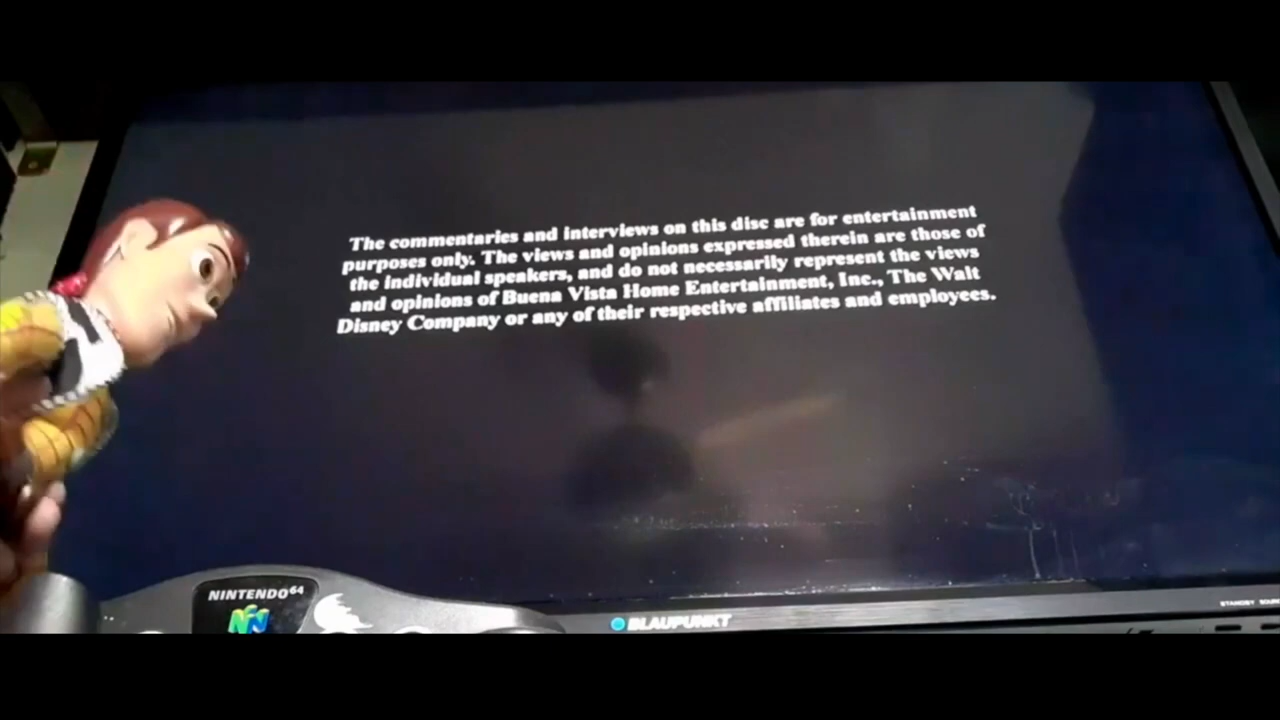 The commentaries and interviews on this disc are for entertainment
purposes only. The views and opinions expressed therein are those of
the individual speakers, and do not necessarily represent the views
and opinions of Buena Vista Home Entertainment, Inc., The Walt
Disney Company or any of their respective affiliates and employees.
NINTENDO64
BLAUPUNKT
STANDBY